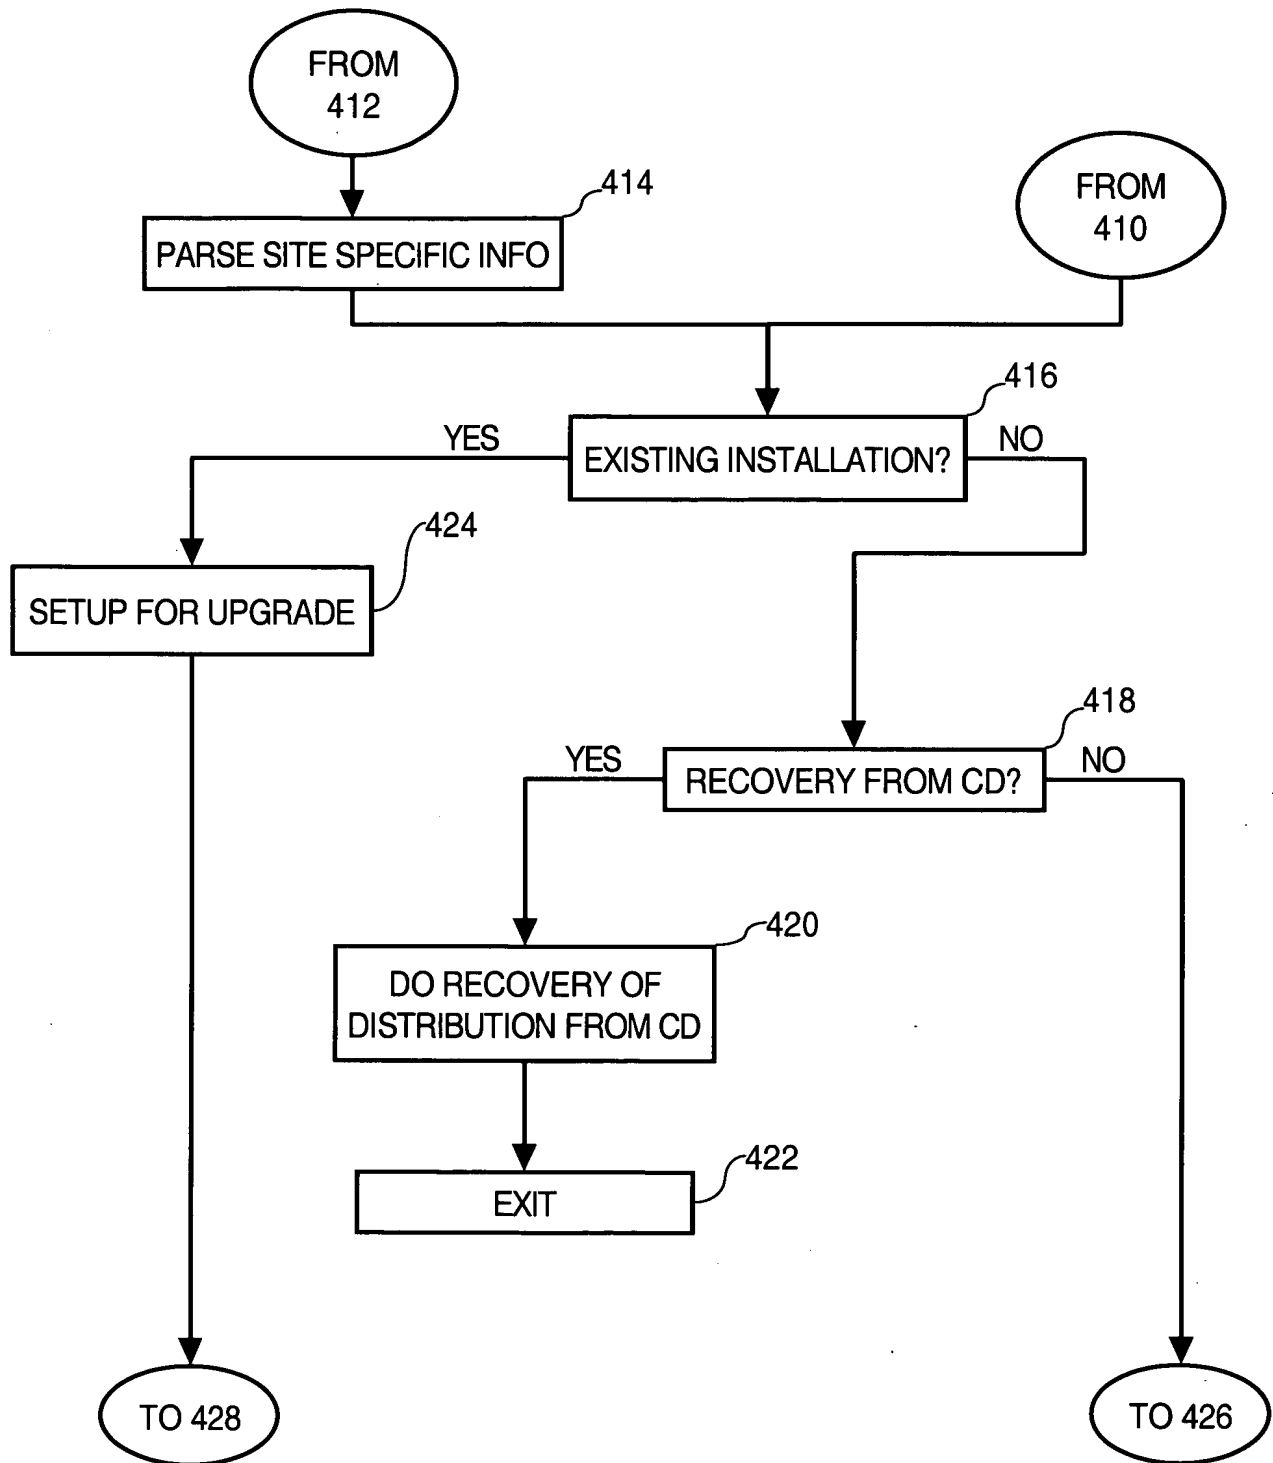 FROM
412
414
FROM
410
PARSE SITE SPECIFIC INFO
416
YES
EXISTING INSTALLATION?
NO
424
SETUP FOR UPGRADE
418
YES
RECOVERY FROM CD?
NO
420
DO RECOVERY OF
DISTRIBUTION FROM CD
422
EXIT
TO 428
TO 426